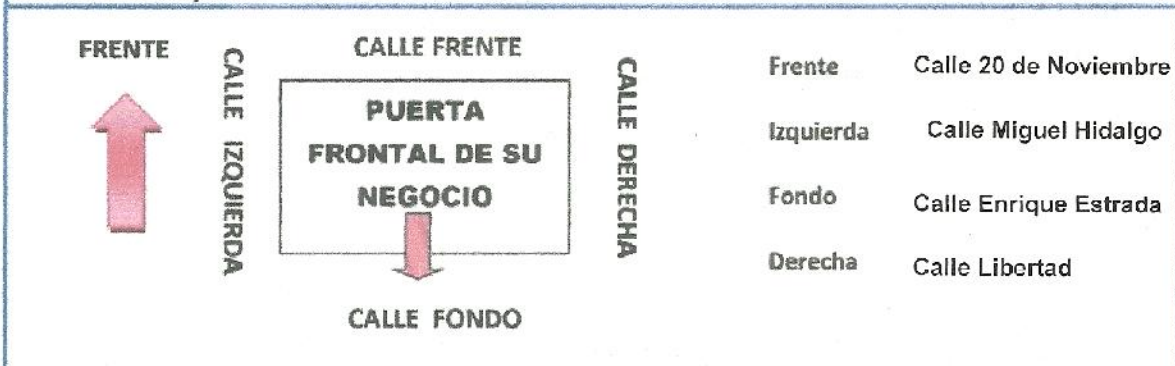 FRENTE
CALLE IZQUIERDA
CALLE FRENTE
PUERTA
FRONTAL DE SU
NEGOCIO
CALLE FONDO
CALLE DERECHA
Frente Calle 20 de Noviembre
Izquierda Calle Miguel Hidalgo
Fondo Calle Enrique Estrada
Derecha Calle Libertad